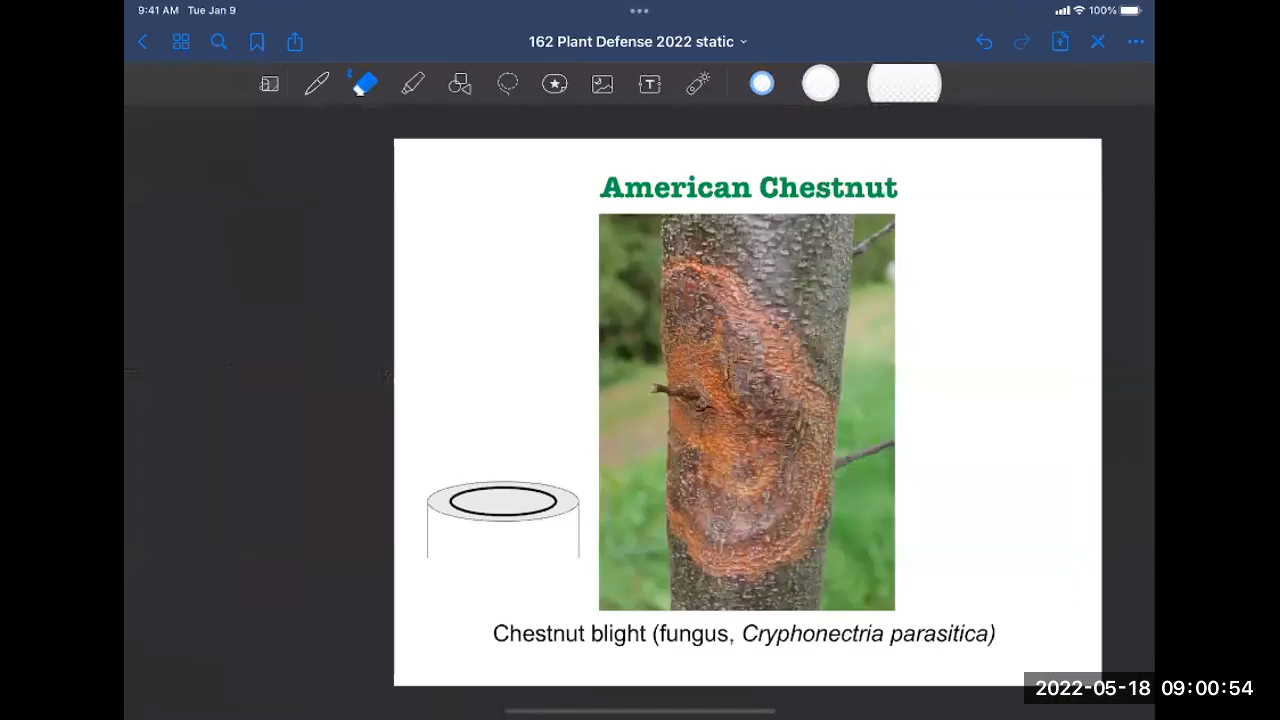 9:41 AM Tue Jan 9
100%
162 Plant Defense 2022 static
T
American Chestnut
Chestnut blight (fungus, Cryphonectria parasitica)
2022-05-18 09:00:54